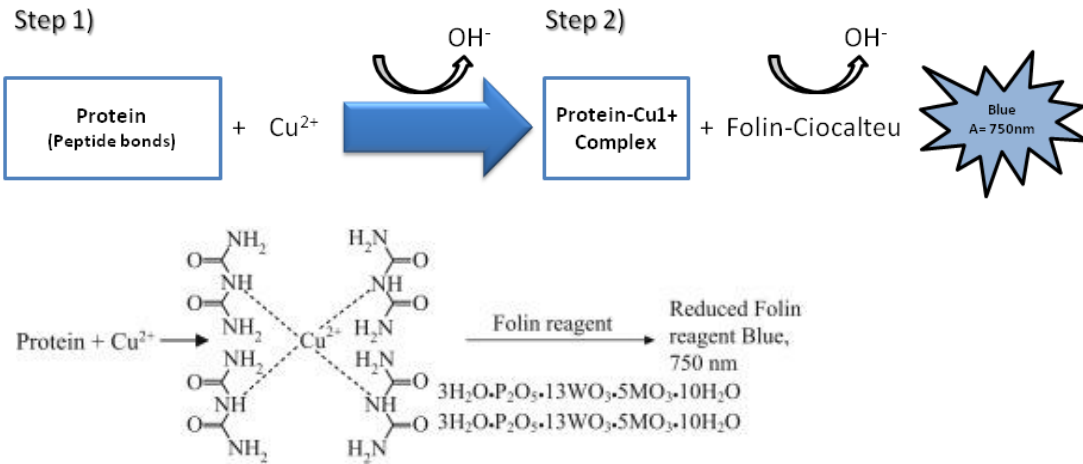 Step 1)
Step 2)
OH⁻
OH⁻
Protein
(Peptide bonds)
+ Cu²⁺
Protein-Cu1+
Complex
+ Folin-Ciocalteu
Blue
A= 750nm
Protein + Cu²⁺
NH₂
O
NH
O
NH₂
H₂N
O
NH
O
H₂N
Cu²⁺
NH₂
O
NH
O
NH₂
H₂N
O
NH
O
H₂N
Folin reagent
3H₂O•P₂O₅•13WO₃•5MO₃•10H₂O
3H₂O•P₂O₅•13WO₃•5MO₃•10H₂O
Reduced Folin
reagent Blue,
750 nm